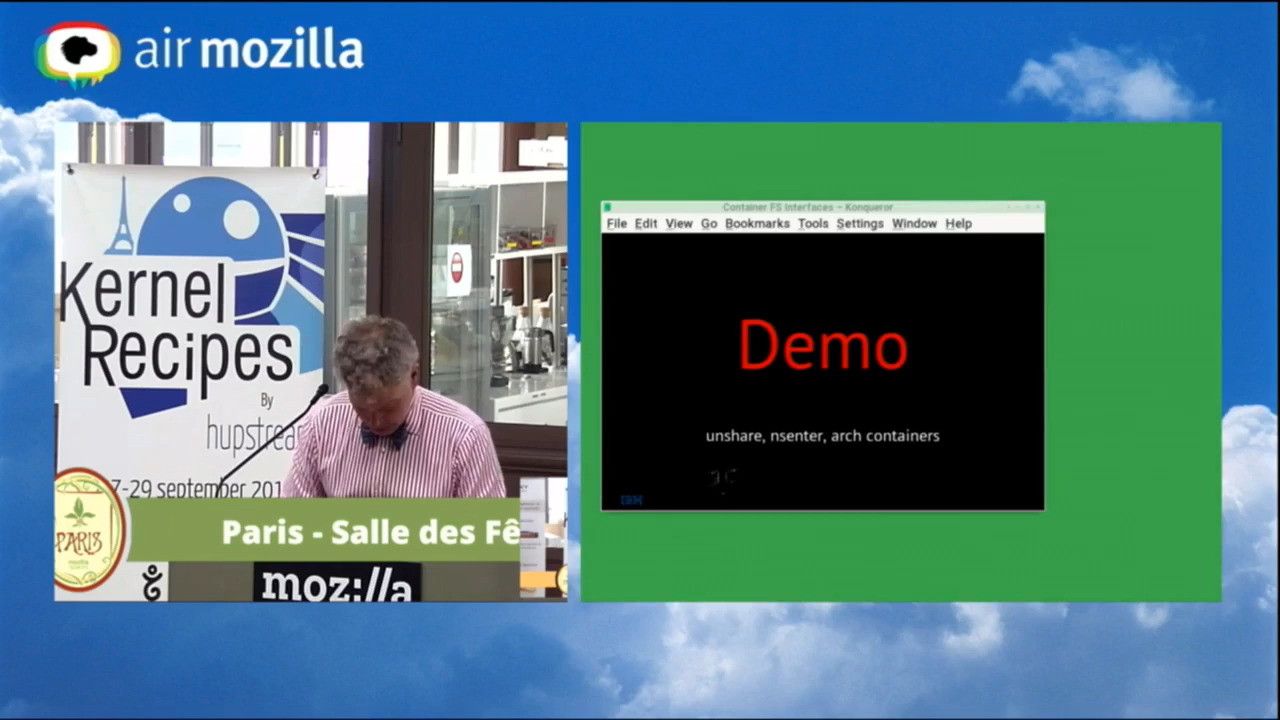 air mozilla
Kernel
Recipes
By
hupstrea
7-29 september 201
PARIS
mozilla
Paris - Salle des Fê
moz://a
Container FS Interfaces – Konqueror
File Edit View Go Bookmarks Tools Settings Window Help
Demo
unshare, nsenter, arch containers
IBM